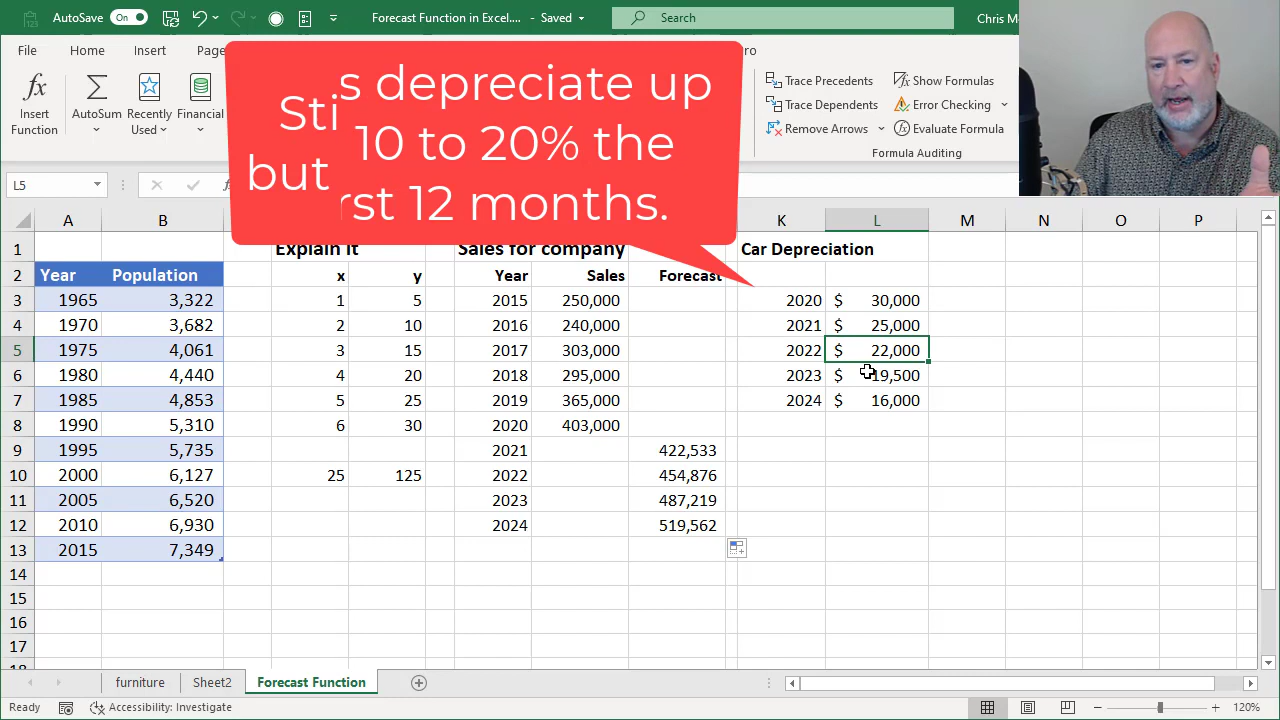 AutoSave On
Forecast Function in Excel.... - Saved
Search
Chris M
File Home Insert
fx
Insert Function
AutoSum
Recently Used
Financial
Trace Precedents
Trace Dependents
Remove Arrows
Show Formulas
Error Checking
Evaluate Formula
Formula Auditing
s depreciate up
10 to 20% the
but
12 months.
L5
A B K L M N O P
1 Explain It Sales for company Car Depreciation
2 Year Population x y Year Sales Forecast
3 1965 3,322 1 5 2015 250,000 2020 $ 30,000
4 1970 3,682 2 10 2016 240,000 2021 $ 25,000
5 1975 4,061 3 15 2017 303,000 2022 $ 22,000
6 1980 4,440 4 20 2018 295,000 2023 $ 19,500
7 1985 4,853 5 25 2019 365,000 2024 $ 16,000
8 1990 5,310 6 30 2020 403,000
9 1995 5,735 2021 422,533
10 2000 6,127 25 125 2022 454,876
11 2005 6,520 2023 487,219
12 2010 6,930 2024 519,562
13 2015 7,349
14
15
16
17
furniture Sheet2 Forecast Function
Ready Accessibility: Investigate 120%